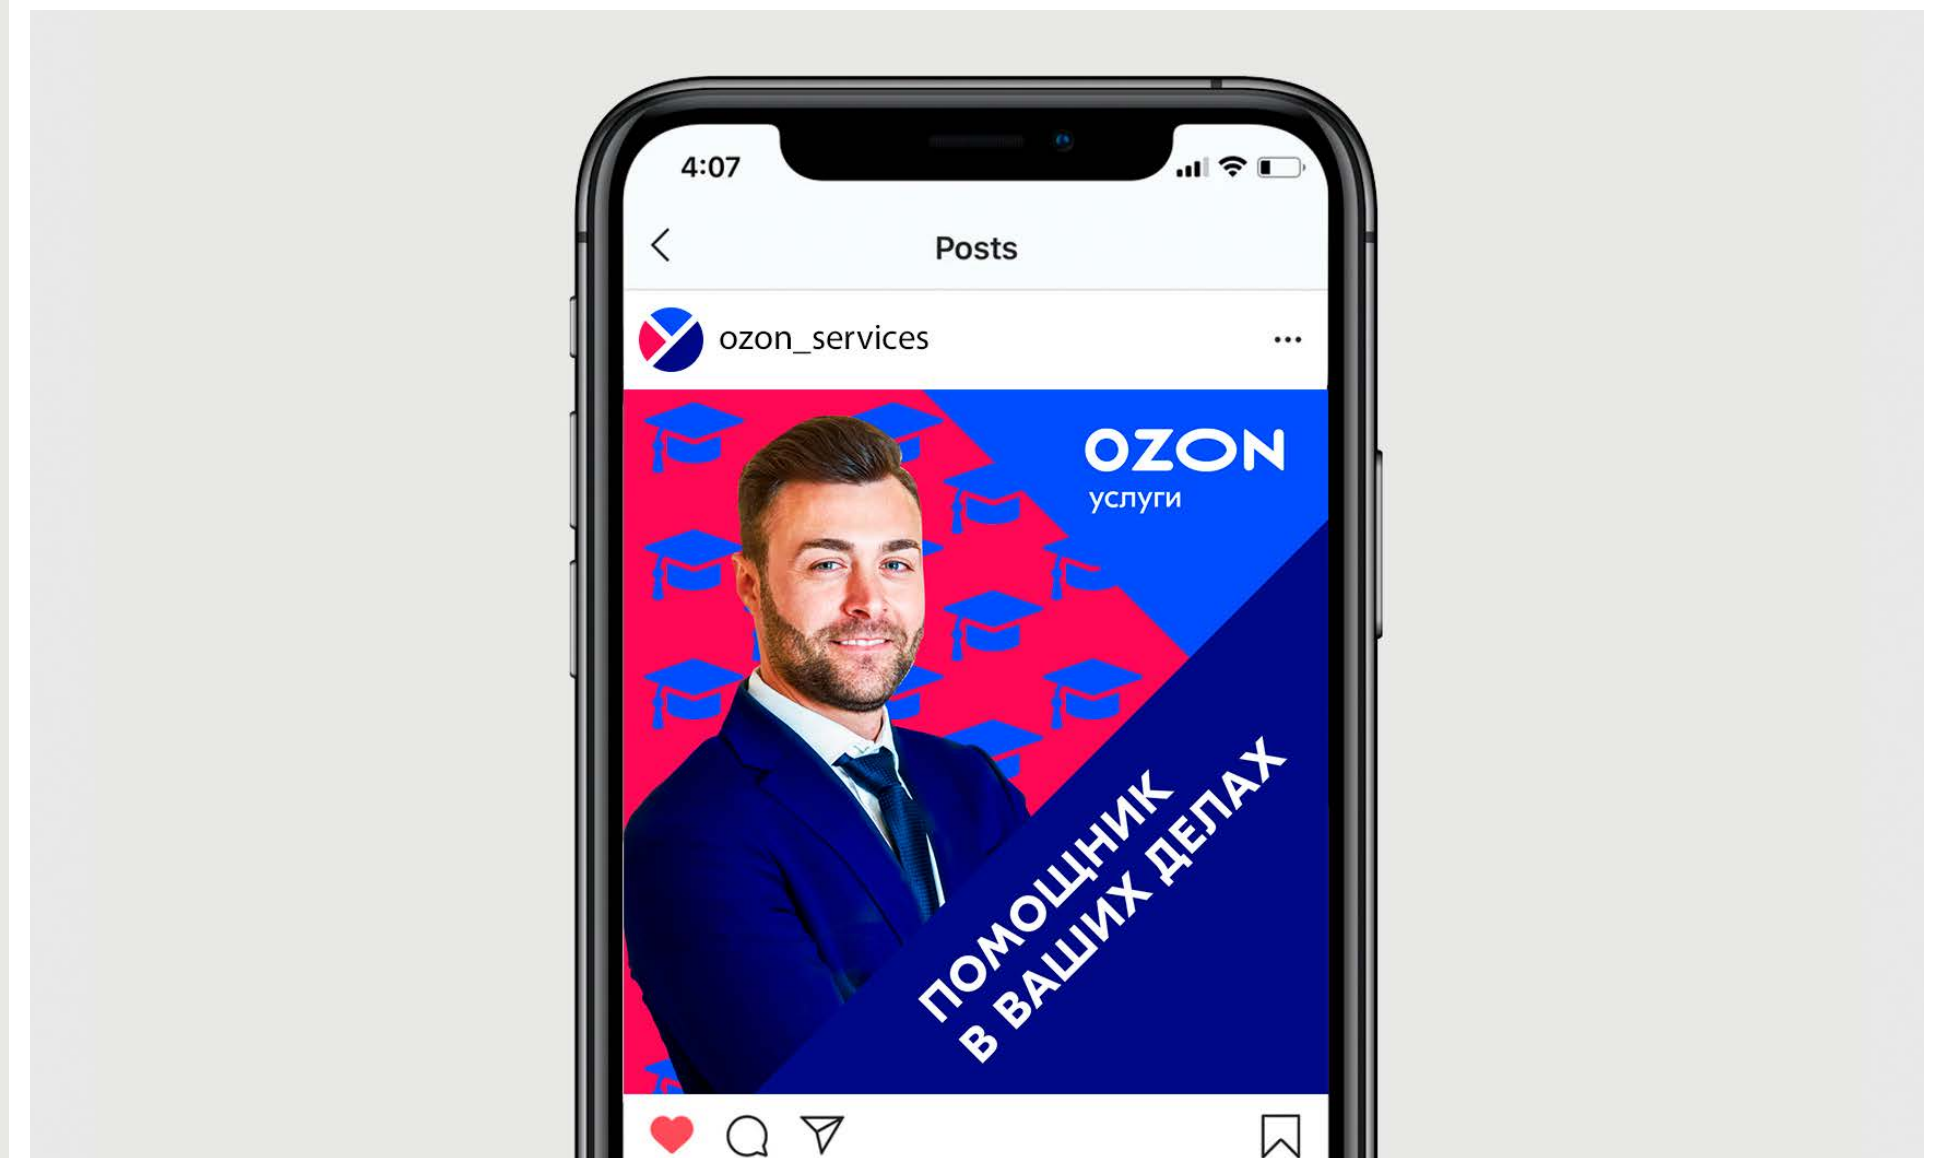 4:07
Posts
ozon_services
OZON
услуги
ПОМОЩНИК
В ВАШИХ ДЕЛАХ